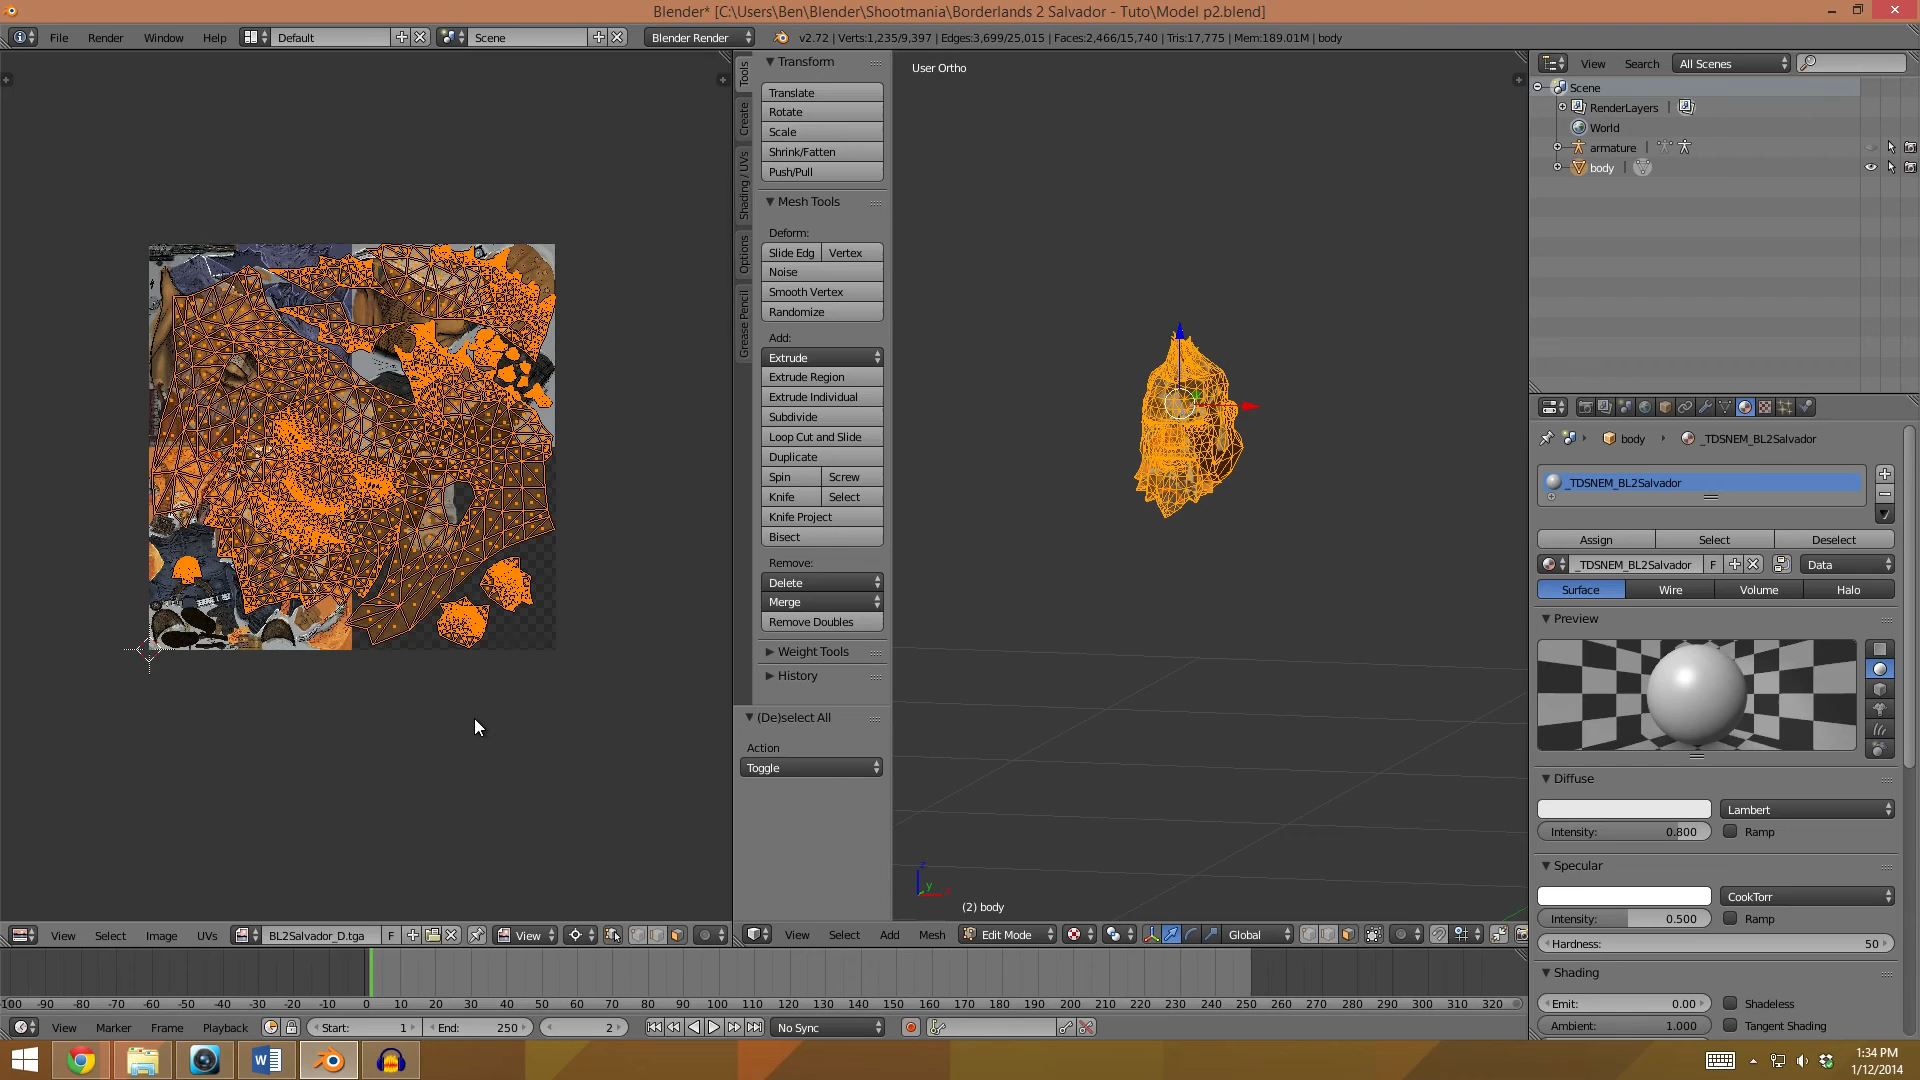 Blender* [C:\Users\Ben\Blender\Shootmania\Borderlands 2 Salvador - Tuto\Model p2.blend]
File Render Window Help Default Scene Blender Render v2.72 | Verts:1,235/9,397 | Edges:3,699/25,015 | Faces:2,466/15,740 | Tris:17,775 | Mem:189.01M | body
Tools
Create
Shading / UVs
Options
Grease Pencil
Transform
Translate
Rotate
Scale
Shrink/Fatten
Push/Pull
Mesh Tools
Deform:
Slide Edg Vertex
Noise
Smooth Vertex
Randomize
Add:
Extrude
Extrude Region
Extrude Individual
Subdivide
Loop Cut and Slide
Duplicate
Spin Screw
Knife Select
Knife Project
Bisect
Remove:
Delete
Merge
Remove Doubles
Weight Tools
History
(De)select All
Action
Toggle
User Ortho
z
y
(2) body
View Search All Scenes
Scene
RenderLayers |
World
armature |
body |
body _TDSNEM_BL2Salvador
_TDSNEM_BL2Salvador
Assign Select Deselect
_TDSNEM_BL2Salvador F Data
Surface Wire Volume Halo
Preview
Diffuse
Lambert
Intensity: 0.800 Ramp
Specular
CookTorr
Intensity: 0.500 Ramp
Hardness: 50
Shading
Emit: 0.00 Shadeless
Ambient: 1.000 Tangent Shading
View Select Image UVs BL2Salvador_D.tga F View
View Select Add Mesh Edit Mode Global
-100 -90 -80 -70 -60 -50 -40 -30 -20 -10 0 10 20 30 40 50 60 70 80 90 100 110 120 130 140 150 160 170 180 190 200 210 220 230 240 250 260 270 280 290 300 310 320
View Marker Frame Playback Start: 1 End: 250 2 No Sync
1:34 PM
1/12/2014